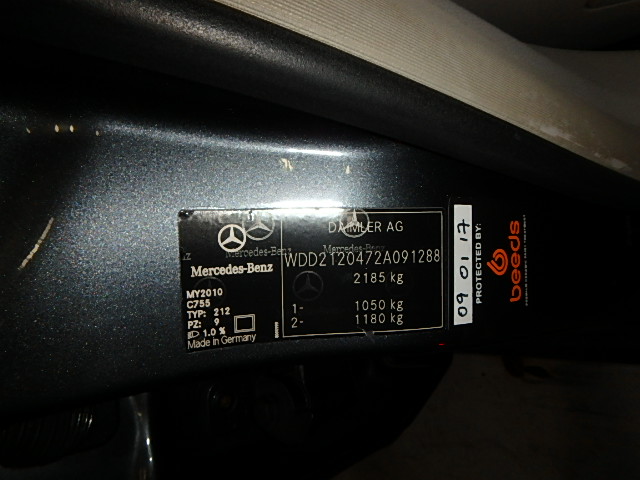 DAIMLER AG
Mercedes-Benz
WDD2120472A091288
2185 kg
1- 1050 kg
2- 1180 kg
Mercedes-Benz
MY2010
C755
TYP: 212
PZ: 9
1.0 %
Made in Germany
09 01 17
PROTECTED BY:
beeds